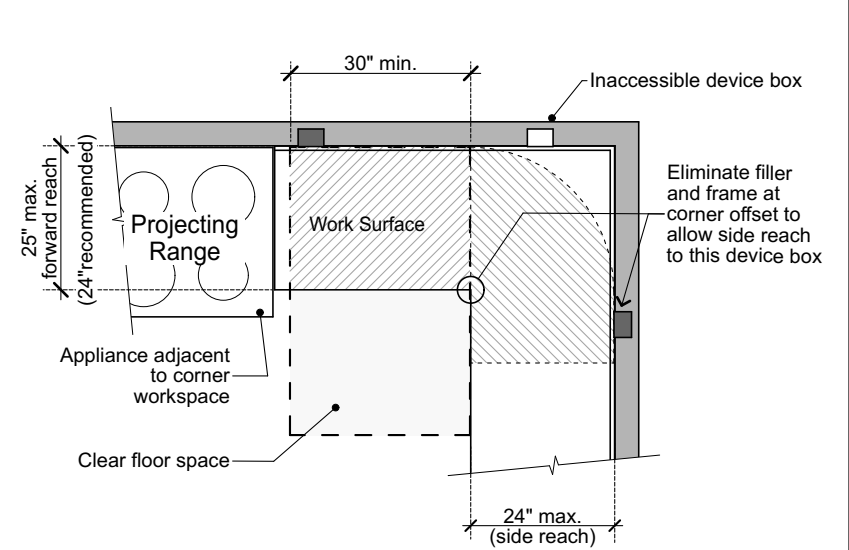 30" min.
Inaccessible device box
25" max.
forward reach
(24"recommended)
Projecting
Range
Work Surface
Eliminate filler
and frame at
corner offset to
allow side reach
to this device box
Appliance adjacent
to corner
workspace
Clear floor space
24" max.
(side reach)